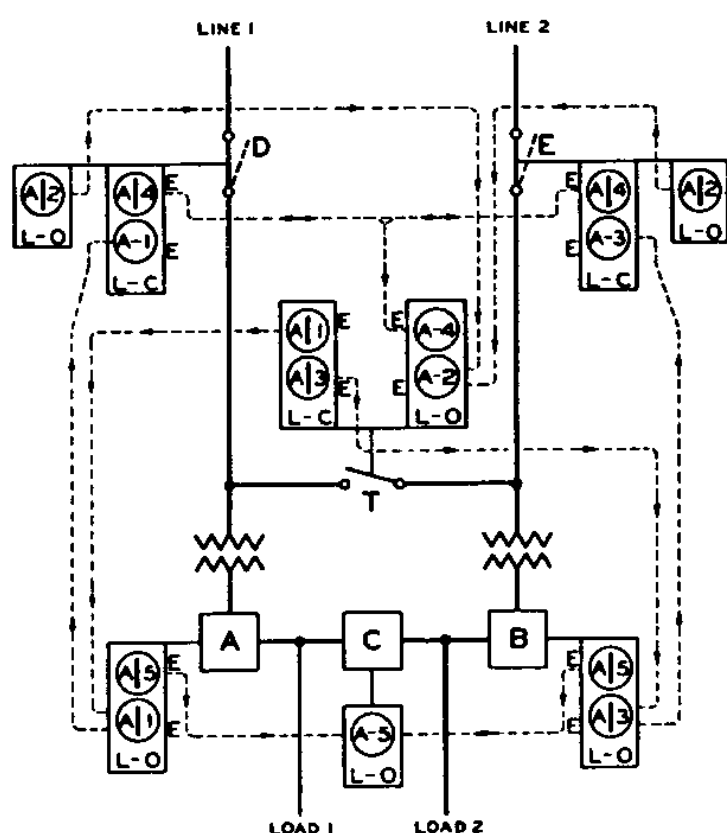 LINE 1
LINE 2
D
E
A|2
L-O
A|4
E
A-1
E
L-C
E
A|4
E
A-3
L-C
A|2
L-O
A|1
E
A|3
E
L-C
E
A-4
E
A-2
L-O
T
A
C
B
A|5
E
A|1
E
L-O
A-5
L-O
E
A|5
E
A|3
L-O
LOAD 1
LOAD 2